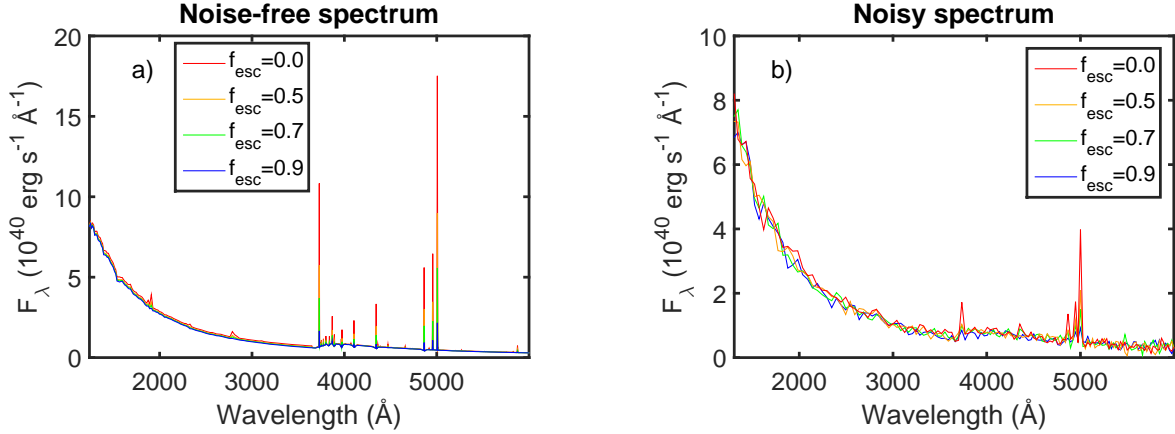 Noise-free spectrum
20
15
10
5
0
2000 3000 4000 5000
F_λ (10^40 erg s^-1 Å^-1)
Wavelength (Å)
a)
f_esc=0.0
f_esc=0.5
f_esc=0.7
f_esc=0.9
Noisy spectrum
10
8
6
4
2
0
2000 3000 4000 5000
F_λ (10^40 erg s^-1 Å^-1)
Wavelength (Å)
b)
f_esc=0.0
f_esc=0.5
f_esc=0.7
f_esc=0.9